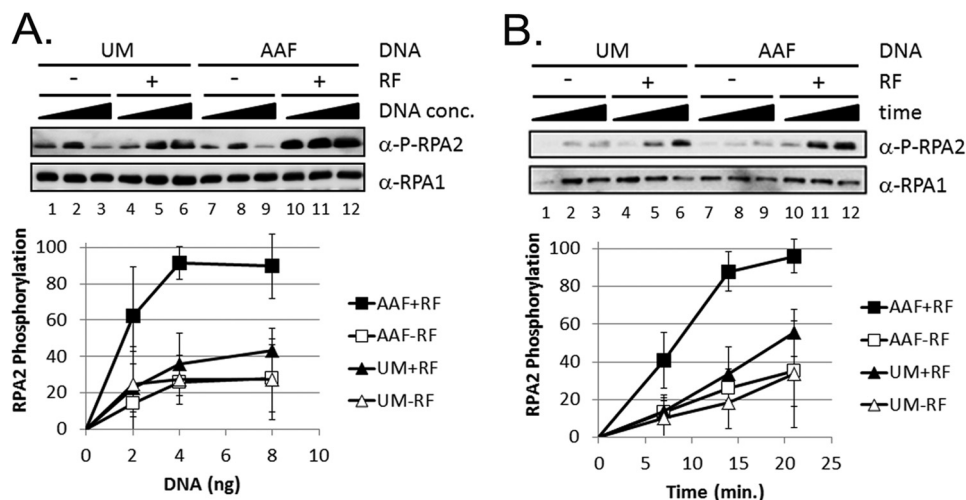 A.
UM AAF DNA
- + - + RF
DNA conc.
α-P-RPA2
α-RPA1
1 2 3 4 5 6 7 8 9 10 11 12
RPA2 Phosphorylation
100
80
60
40
20
0
0 2 4 6 8 10
DNA (ng)
AAF+RF
AAF-RF
UM+RF
UM-RF
B.
UM AAF DNA
- + - + RF
time
α-P-RPA2
α-RPA1
1 2 3 4 5 6 7 8 9 10 11 12
RPA2 Phosphorylation
100
80
60
40
20
0
0 5 10 15 20 25
Time (min.)
AAF+RF
AAF-RF
UM+RF
UM-RF